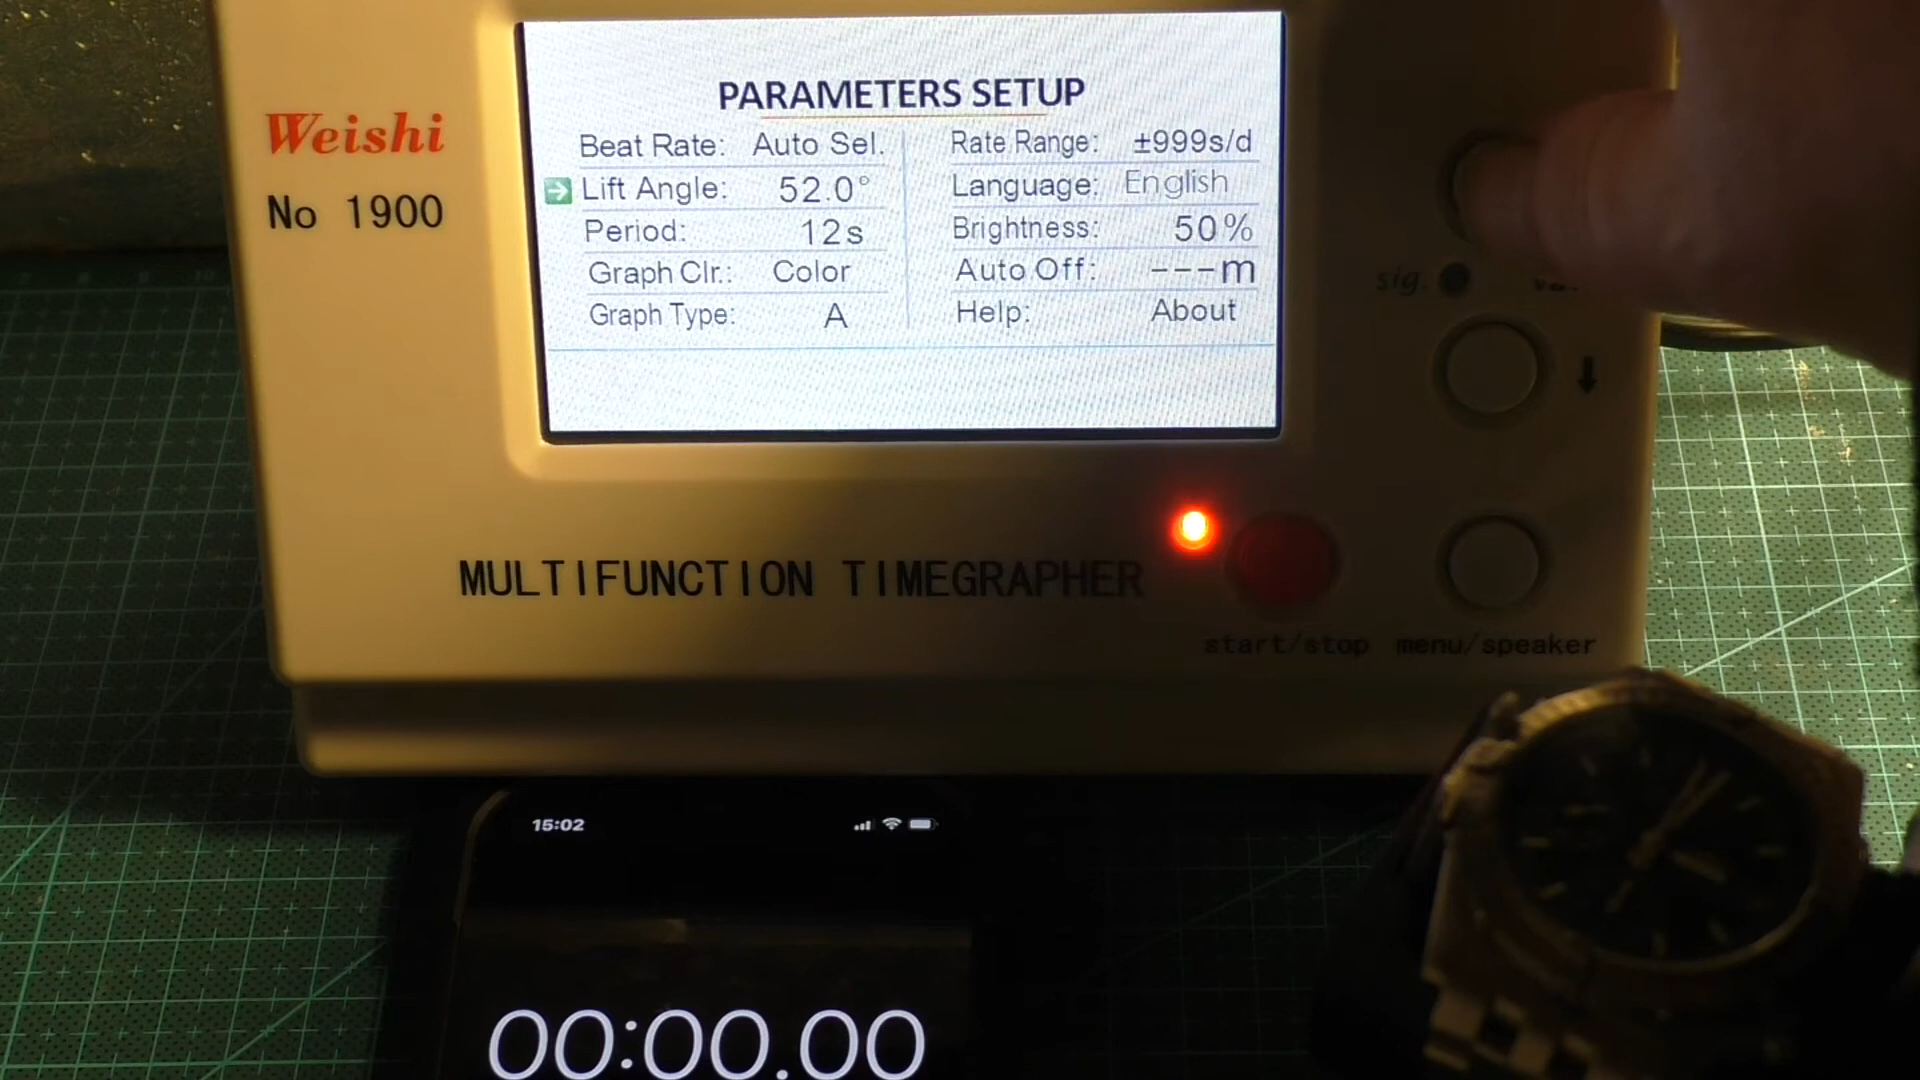 Weishi
No 1900
PARAMETERS SETUP
Beat Rate: Auto Sel.
Lift Angle: 52.0°
Period: 12s
Graph Clr.: Color
Graph Type: A
Rate Range: ±999s/d
Language: English
Brightness: 50%
Auto Off: ---m
Help: About
sig.
MULTIFUNCTION TIMEGRAPHER
start/stop menu/speaker
15:02
00:00.00